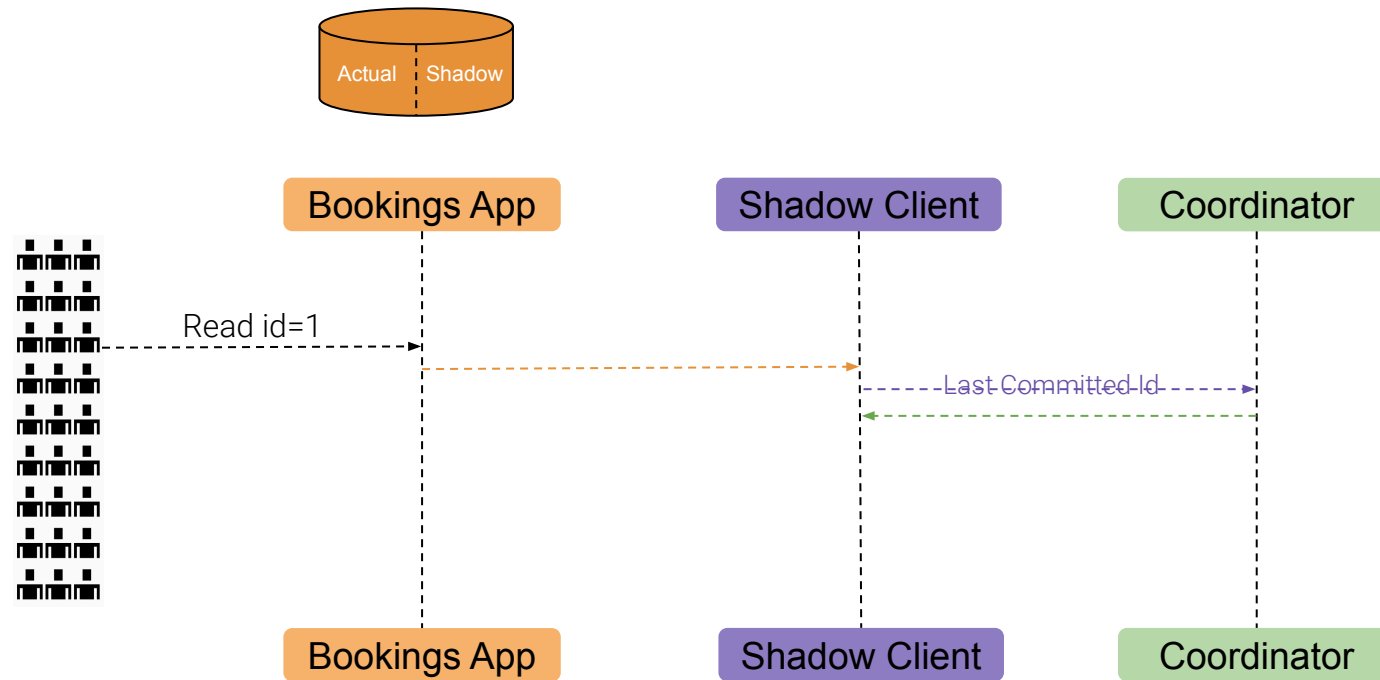 Actual
Shadow
Bookings App
Shadow Client
Coordinator
Read id=1
Last Committed Id
Bookings App
Shadow Client
Coordinator